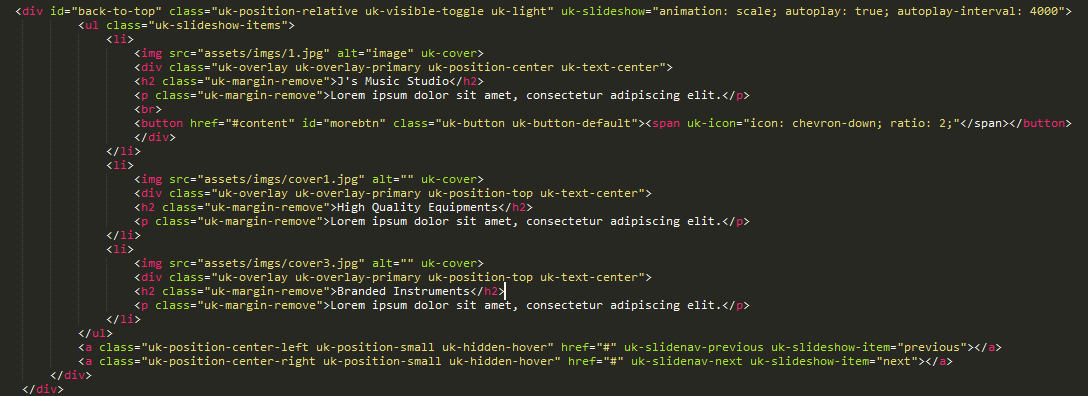 <div id="back-to-top" class="uk-position-relative uk-visible-toggle uk-light" uk-slideshow="animation: scale; autoplay: true; autoplay-interval: 4000">
<ul class="uk-slideshow-items">
<li>
<img src="assets/imgs/1.jpg" alt="image" uk-cover>
<div class="uk-overlay uk-overlay-primary uk-position-center uk-text-center">
<h2 class="uk-margin-remove">J's Music Studio</h2>
<p class="uk-margin-remove">Lorem ipsum dolor sit amet, consectetur adipiscing elit.</p>
<br>
<button href="#content" id="morebtn" class="uk-button uk-button-default"><span uk-icon="icon: chevron-down; ratio: 2;"</span></button>
</div>
</li>
<li>
<img src="assets/imgs/cover1.jpg" alt="" uk-cover>
<div class="uk-overlay uk-overlay-primary uk-position-top uk-text-center">
<h2 class="uk-margin-remove">High Quality Equipments</h2>
<p class="uk-margin-remove">Lorem ipsum dolor sit amet, consectetur adipiscing elit.</p>
</li>
<li>
<img src="assets/imgs/cover3.jpg" alt="" uk-cover>
<div class="uk-overlay uk-overlay-primary uk-position-top uk-text-center">
<h2 class="uk-margin-remove">Branded Instruments</h2>
<p class="uk-margin-remove">Lorem ipsum dolor sit amet, consectetur adipiscing elit.</p>
</li>
</ul>
<a class="uk-position-center-left uk-position-small uk-hidden-hover" href="#" uk-slidenav-previous uk-slideshow-item="previous"></a>
<a class="uk-position-center-right uk-position-small uk-hidden-hover" href="#" uk-slidenav-next uk-slideshow-item="next"></a>
</div>
</div>